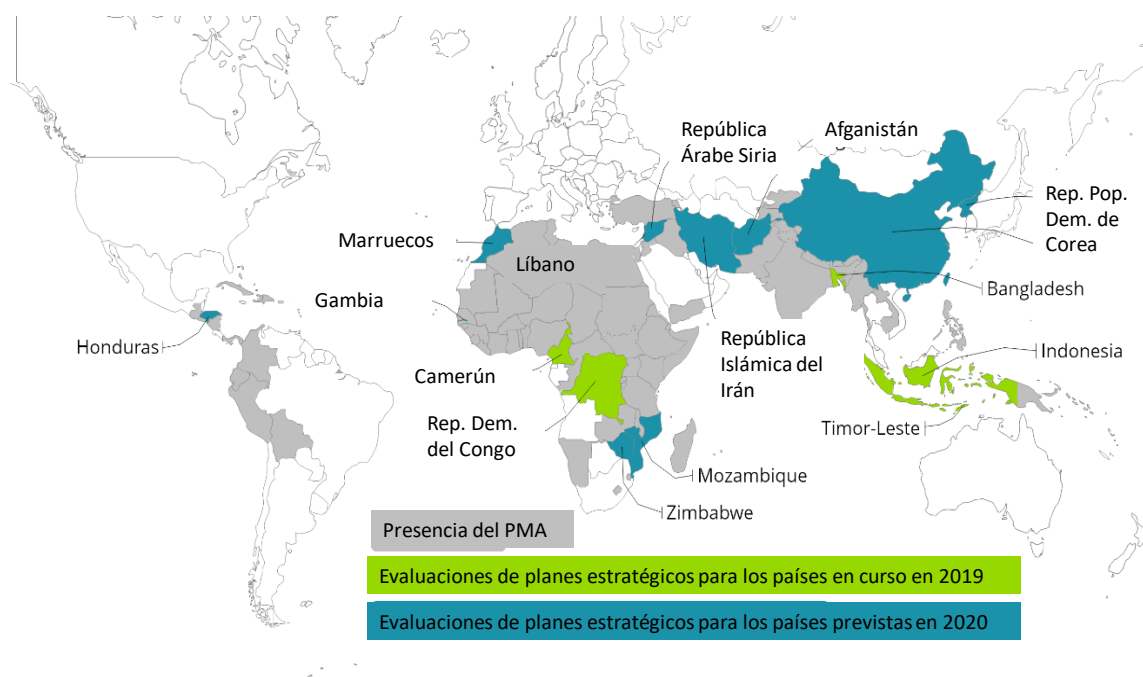 República
Árabe Siria
Afganistán
Rep. Pop.
Dem. de
Corea
Marruecos
Líbano
Gambia
Bangladesh
Honduras
República
Islámica del
Irán
Indonesia
Camerún
Rep. Dem.
del Congo
Timor-Leste
Mozambique
Zimbabwe
Presencia del PMA
Evaluaciones de planes estratégicos para los países en curso en 2019
Evaluaciones de planes estratégicos para los países previstas en 2020